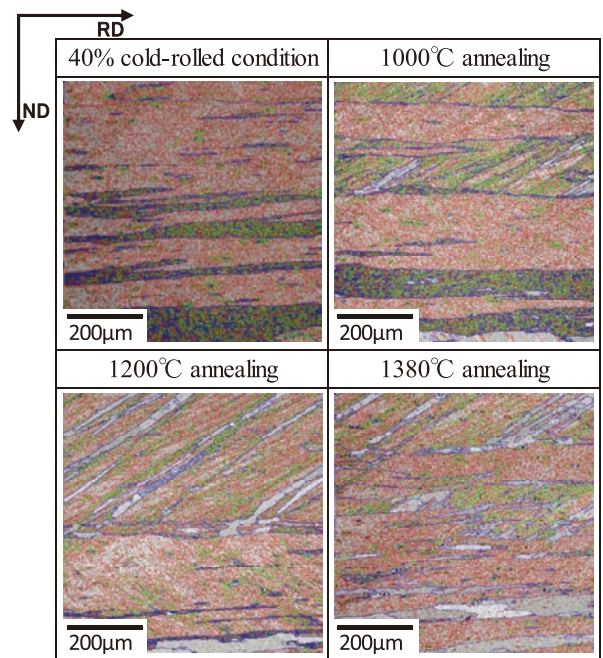 RD
ND
40% cold-rolled condition
1000℃ annealing
200μm
200μm
1200℃ annealing
1380℃ annealing
200μm
200μm